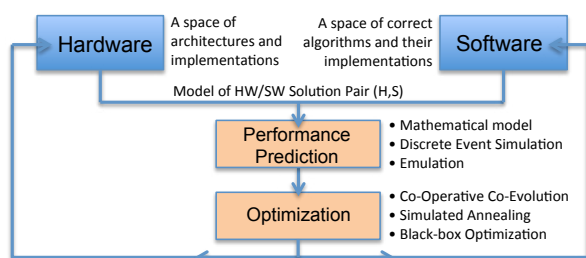 Hardware
A space of
architectures and
implementations
A space of correct
algorithms and their
implementations
Software
Model of HW/SW Solution Pair (H,S)
Performance
Prediction
• Mathematical model
• Discrete Event Simulation
• Emulation
Optimization
• Co-Operative Co-Evolution
• Simulated Annealing
• Black-box Optimization